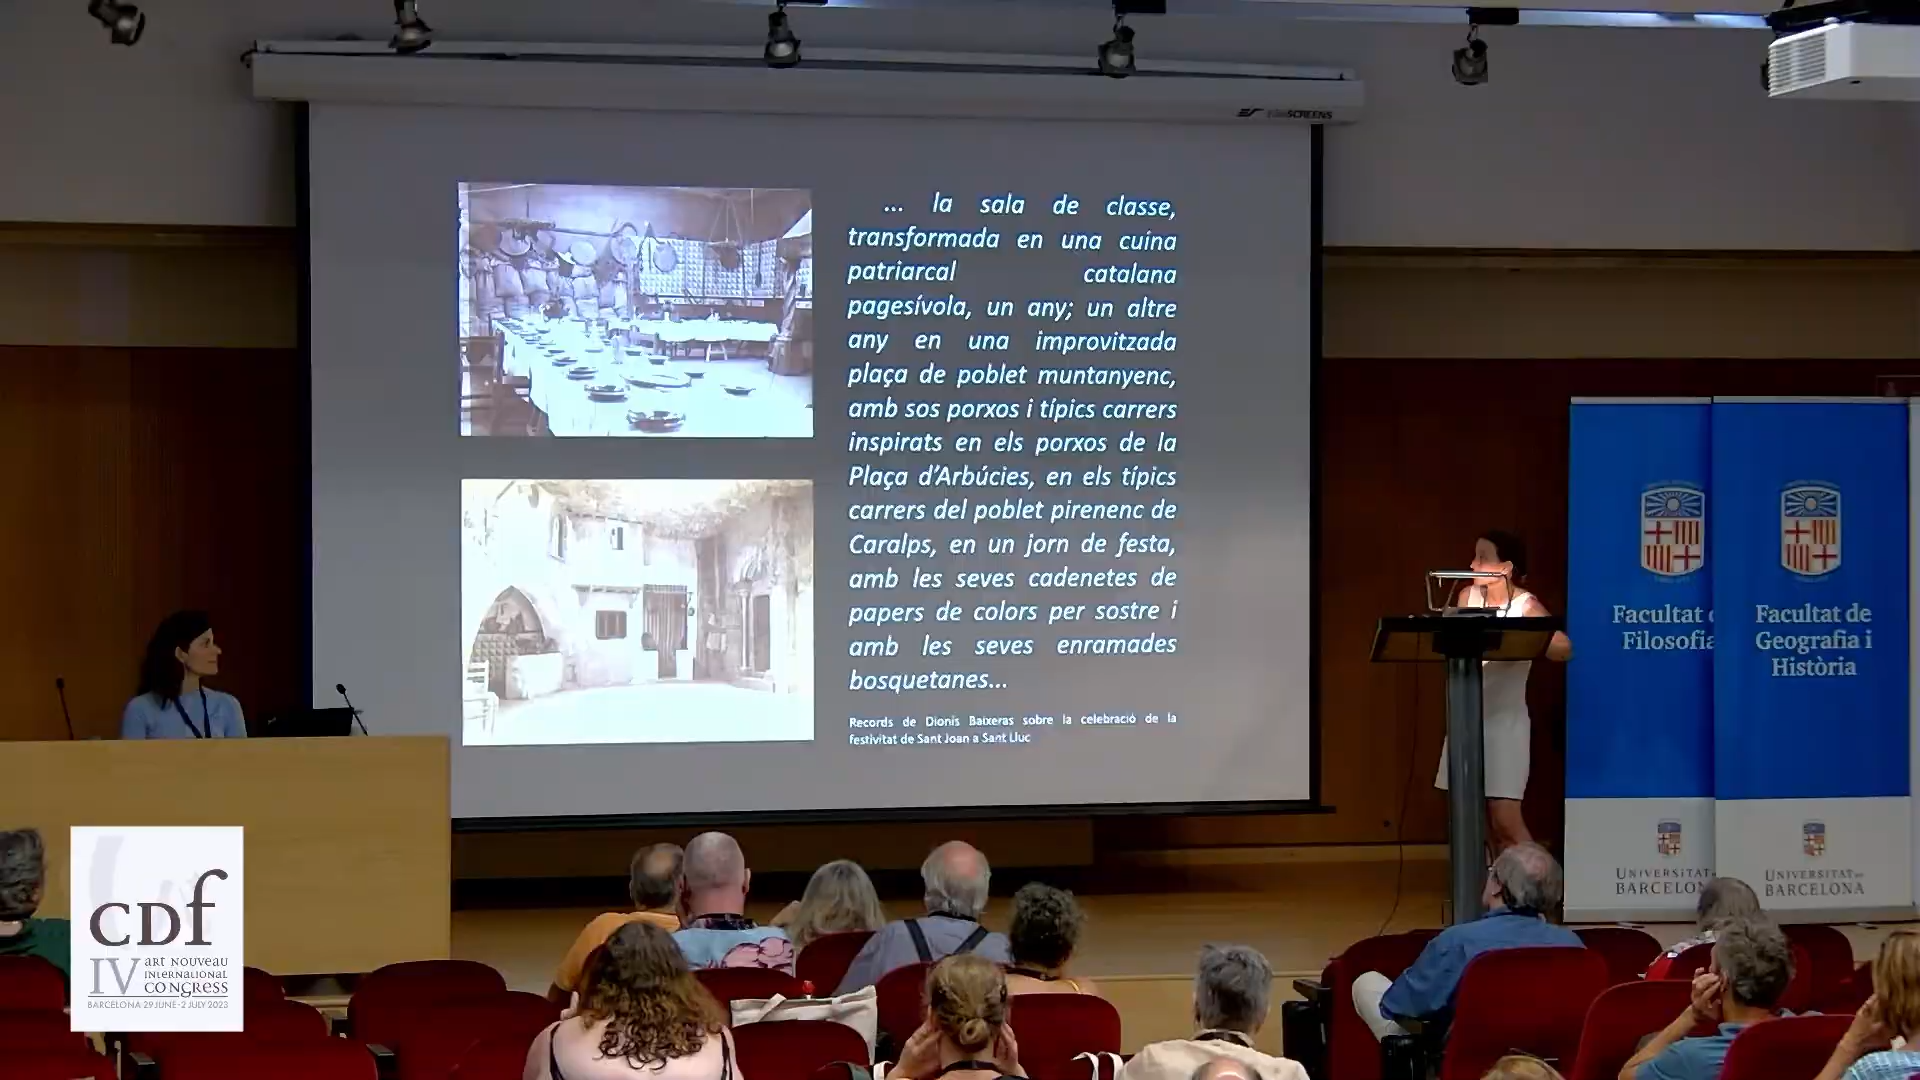 SCREENS
... la sala de classe,
transformada en una cuina
patriarcal catalana
pagesívola, un any; un altre
any en una improvitzada
plaça de poblet muntanyenc,
amb sos porxos i típics carrers
inspirats en els porxos de la
Plaça d'Arbúcies, en els típics
carrers del poblet pirenenc de
Caralps, en un jorn de festa,
amb les seves cadenetes de
papers de colors per sostre i
amb les seves enramades
bosquetanes...
Records de Dionís Baixeras sobre la celebració de la
festivitat de Sant Joan a Sant Lluc
Facultat
Filosofia
UNIVERSITAT
BARCELON
Facultat de
Geografia i
Història
UNIVERSITAT DE
BARCELONA
CDf
IV ART NOUVEAU
INTERNATIONAL
CONGRESS
BARCELONA 29 JUNE - 2 JULY 2023